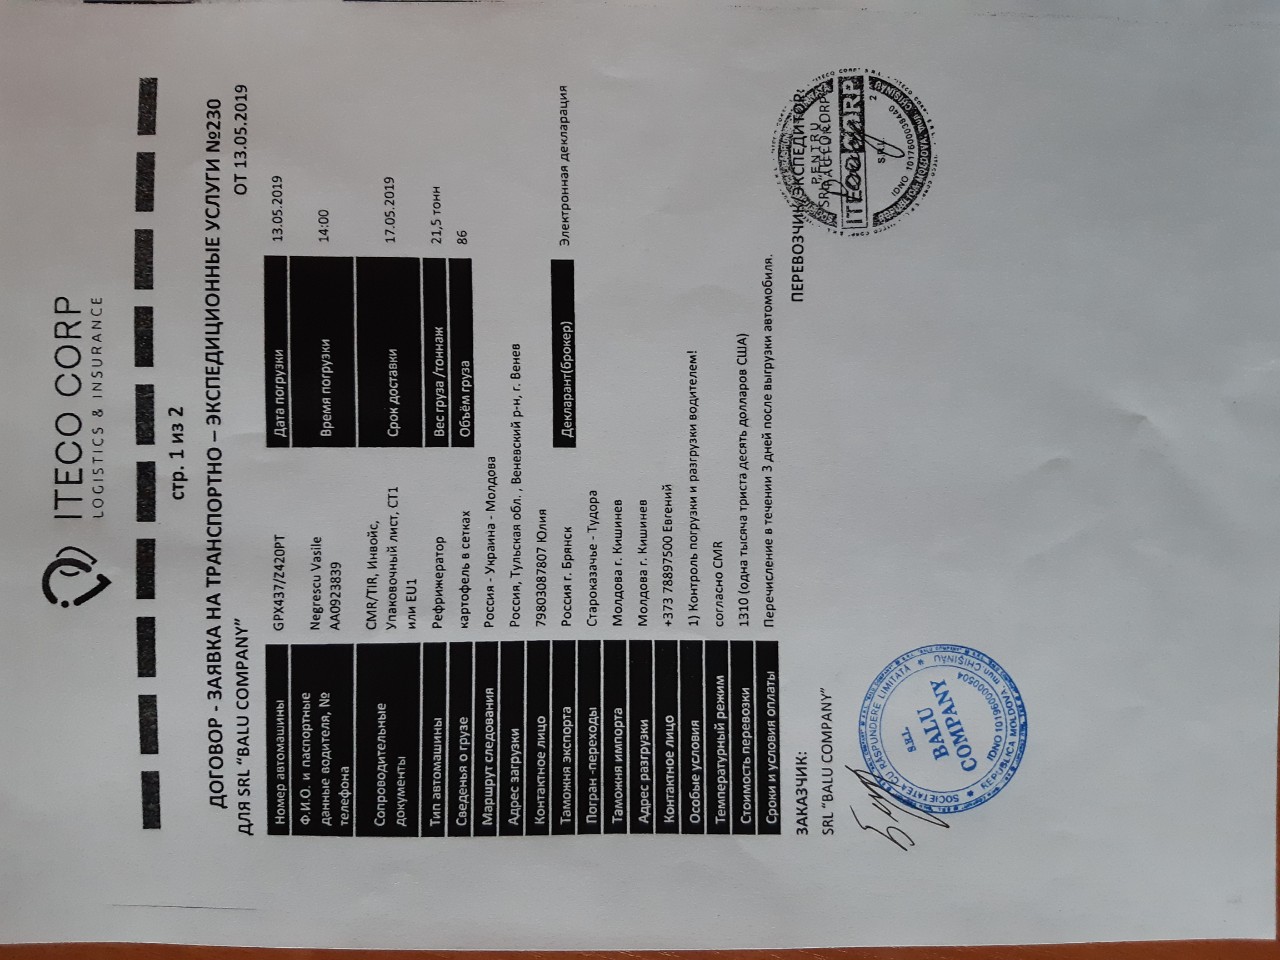 ITECO CORP
LOGISTICS & INSURANCE
стр. 1 из 2
ДОГОВОР - ЗАЯВКА НА ТРАНСПОРТНО – ЭКСПЕДИЦИОННЫЕ УСЛУГИ №230
ДЛЯ SRL "BALU COMPANY" ОТ 13.05.2019
Номер автомашины GPX437/Z420PT Дата погрузки 13.05.2019
Ф.И.О. и паспортные данные водителя, № телефона Negrescu Vasile AA0923839 Время погрузки 14:00
Сопроводительные документы CMR/TIR, Инвойс, Упаковочный лист, СТ1 или EU1 Срок доставки 17.05.2019
Тип автомашины Рефрижератор Вес груза /тоннаж 21,5 тонн
Сведенья о грузе картофель в сетках Объём груза 86
Маршрут следования Россия - Украина - Молдова
Адрес загрузки Россия, Тульская обл. , Веневский р-н, г. Венев
Контактное лицо 79803087807 Юлия
Таможня экспорта Россия г. Брянск Декларант(брокер) Электронная декларация
Погран -переходы Староказачье - Тудора
Таможня импорта Молдова г. Кишинев
Адрес разгрузки Молдова г. Кишинев
Контактное лицо +373 78897500 Евгений
Особые условия 1) Контроль погрузки и разгрузки водителем!
Температурный режим согласно CMR
Стоимость перевозки 1310 (одна тысяча триста десять долларов США)
Сроки и условия оплаты Перечисление в течении 3 дней после выгрузки автомобиля.
ЗАКАЗЧИК: ПЕРЕВОЗЧИК/ЭКСПЕДИТОР:
SRL "BALU COMPANY"
SOCIETATEA CU RASPUNDERE LIMITATĂ
mun. CHIŞINĂU
S.R.L.
BALU
COMPANY
IDNO 1019600000504
REPUBLICA MOLDOVA
PENTRU
ITECO CORP
S.R.L.
IDNO 1017600038440
REPUBLICA MOLDOVA, mun. CHIŞINĂU